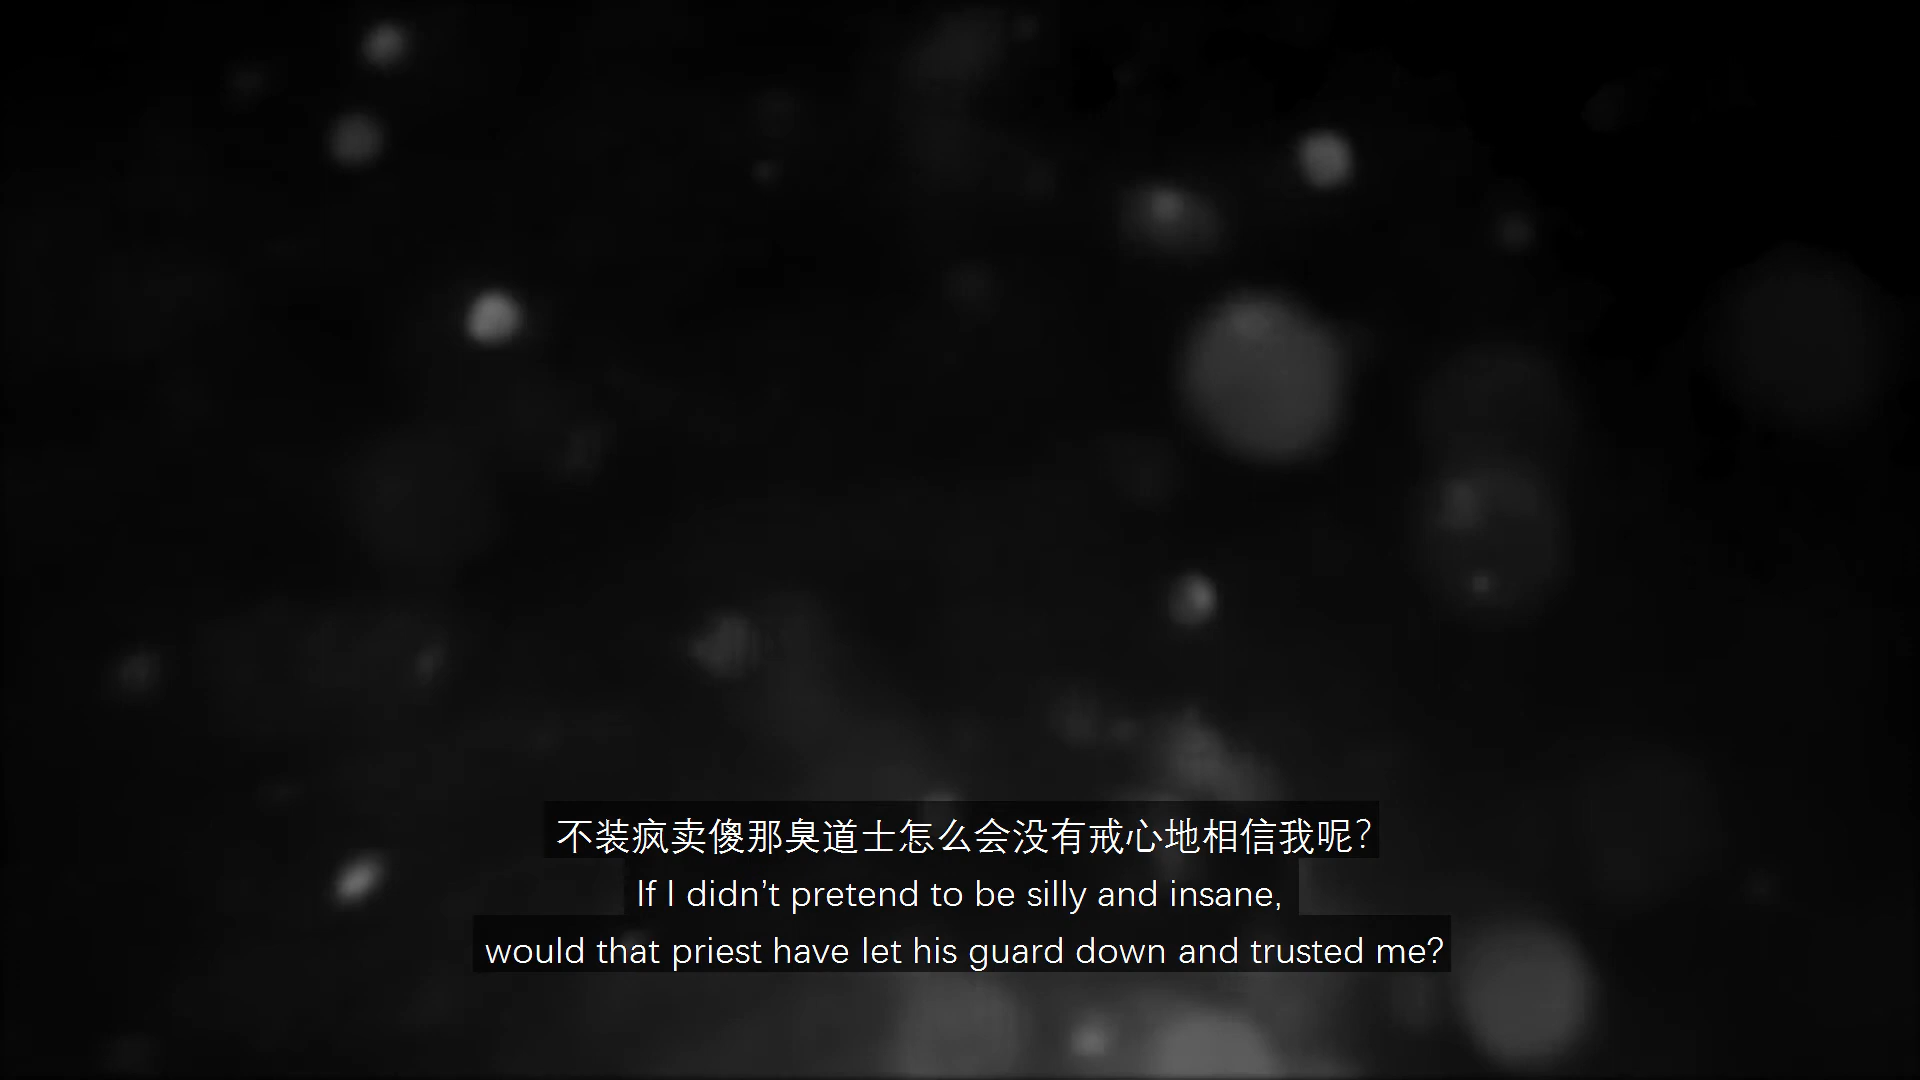 不装疯卖傻那臭道士怎么会没有戒心地相信我呢?
If I didn’t pretend to be silly and insane,
would that priest have let his guard down and trusted me?